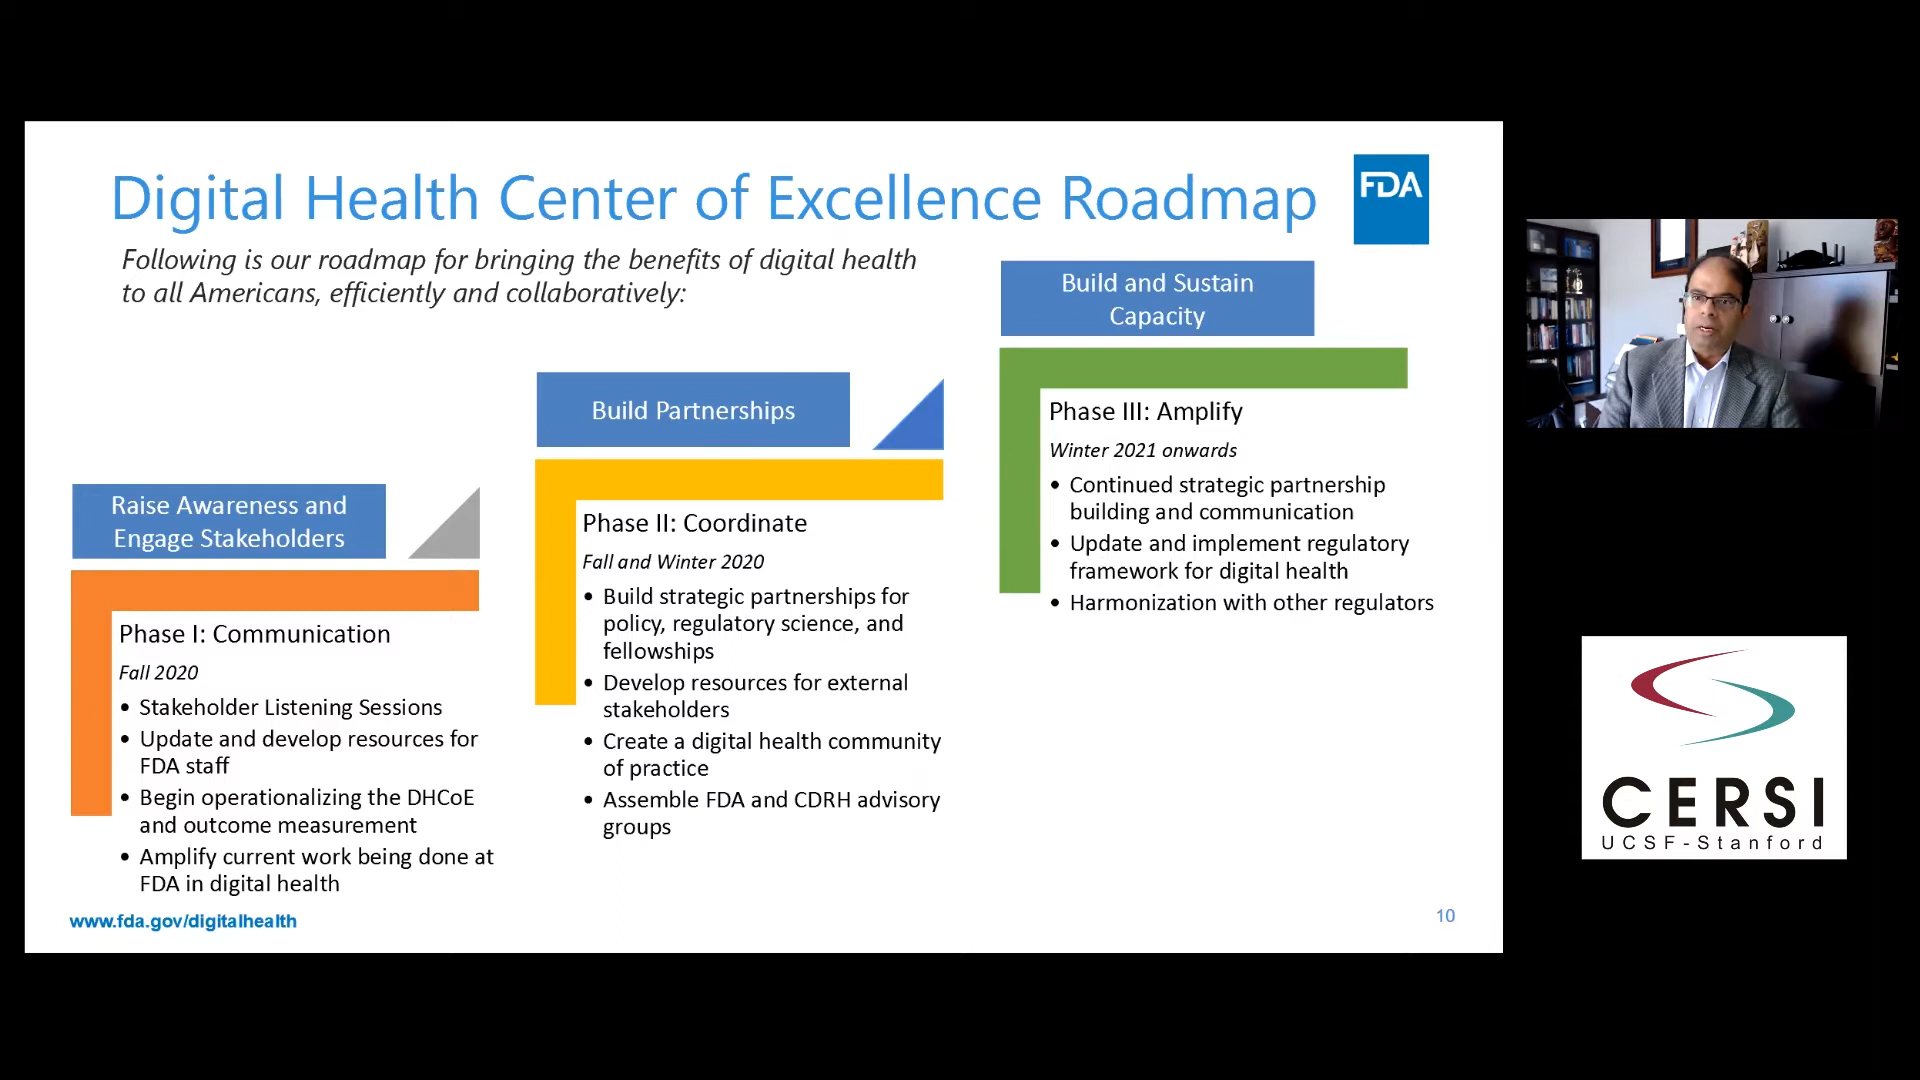 Digital Health Center of Excellence Roadmap
FDA
Following is our roadmap for bringing the benefits of digital health
to all Americans, efficiently and collaboratively:
Raise Awareness and
Engage Stakeholders
Phase I: Communication
Fall 2020
• Stakeholder Listening Sessions
• Update and develop resources for
FDA staff
• Begin operationalizing the DHCoE
and outcome measurement
• Amplify current work being done at
FDA in digital health
Build Partnerships
Phase II: Coordinate
Fall and Winter 2020
• Build strategic partnerships for
policy, regulatory science, and
fellowships
• Develop resources for external
stakeholders
• Create a digital health community
of practice
• Assemble FDA and CDRH advisory
groups
Build and Sustain
Capacity
Phase III: Amplify
Winter 2021 onwards
• Continued strategic partnership
building and communication
• Update and implement regulatory
framework for digital health
• Harmonization with other regulators
www.fda.gov/digitalhealth
10
CERSI
UCSF-Stanford